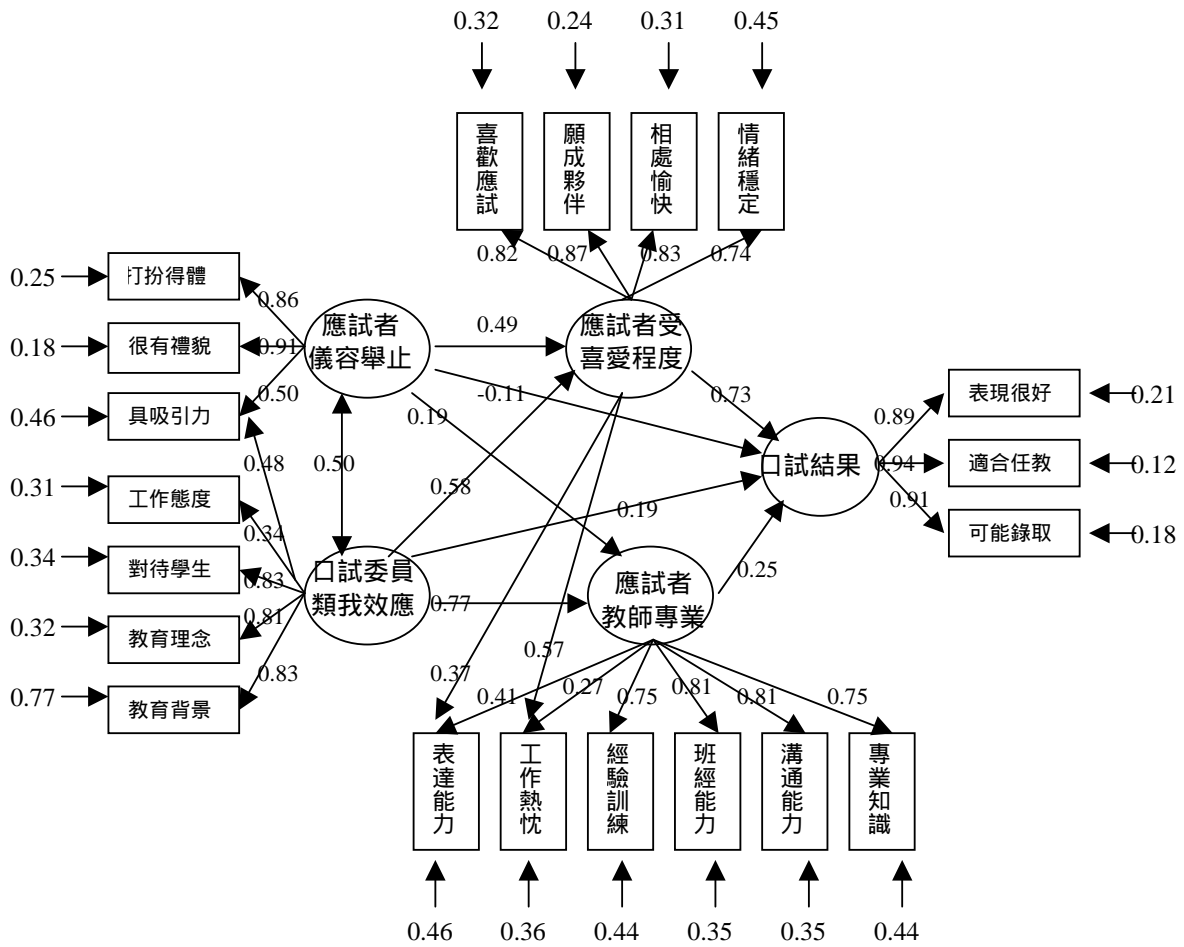 0.32
0.24
0.31
0.45
喜歡應試
願成夥伴
相處愉快
情緒穩定
0.82
0.87
0.83
0.74
0.25
打扮得體
0.86
0.18
很有禮貌
0.91
0.46
具吸引力
0.50
應試者
儀容舉止
0.49
應試者受
喜愛程度
-0.11
0.19
0.73
0.50
0.48
0.31
工作態度
0.34
0.34
對待學生
0.83
0.32
教育理念
0.81
0.77
教育背景
0.83
口試委員
類我效應
0.58
0.19
0.77
應試者
教師專業
0.25
口試結果
0.89
表現很好
0.21
0.94
適合任教
0.12
0.91
可能錄取
0.18
0.37
0.57
0.41
0.27
0.75
0.81
0.81
0.75
表達能力
工作熱忱
經驗訓練
班經能力
溝通能力
專業知識
0.46
0.36
0.44
0.35
0.35
0.44